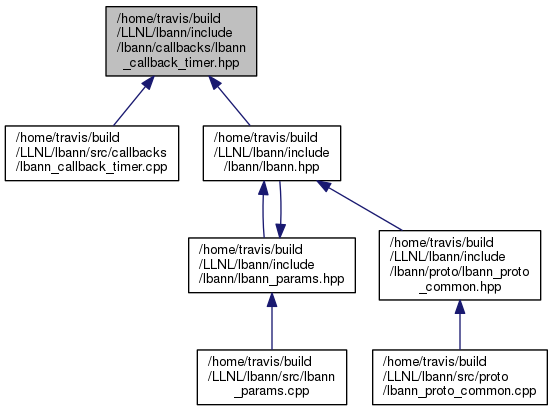 /home/travis/build
/LLNL/lbann/include
/lbann/callbacks/lbann
_callback_timer.hpp
/home/travis/build
/LLNL/lbann/src/callbacks
/lbann_callback_timer.cpp
/home/travis/build
/LLNL/lbann/include
/lbann/lbann.hpp
/home/travis/build
/LLNL/lbann/include
/lbann/lbann_params.hpp
/home/travis/build
/LLNL/lbann/include
/lbann/proto/lbann_proto
_common.hpp
/home/travis/build
/LLNL/lbann/src/lbann
_params.cpp
/home/travis/build
/LLNL/lbann/src/proto
/lbann_proto_common.cpp